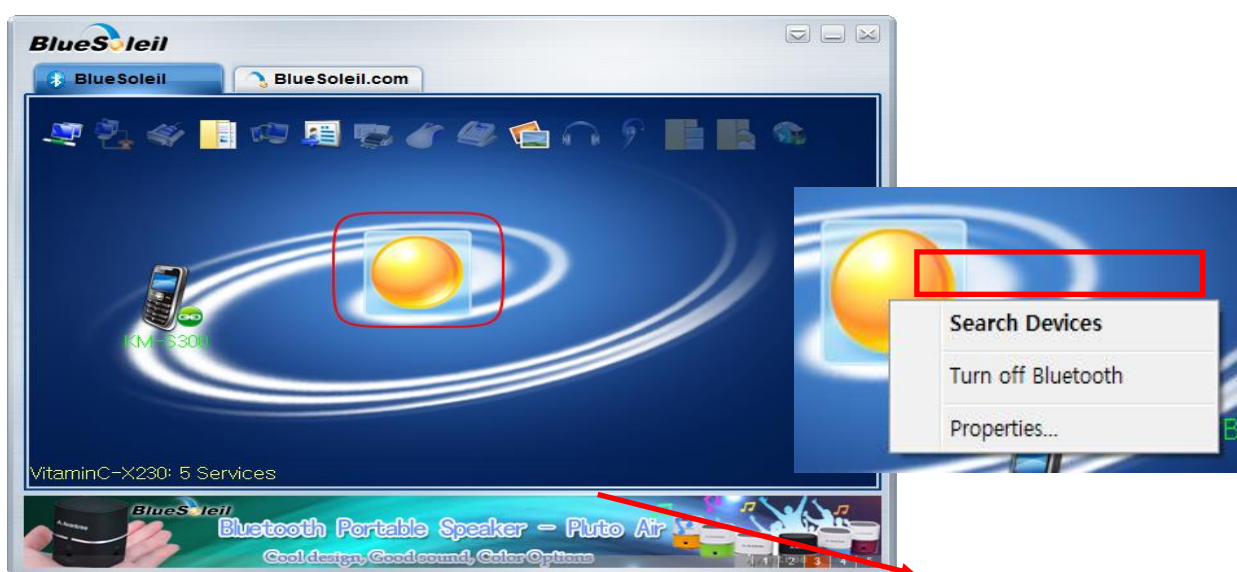 BlueSoleil
BlueSoleil
BlueSoleil.com
KM-S300
VitaminC-X230: 5 Services
Search Devices
Turn off Bluetooth
Properties...
B
BlueSoleil
Bluetooth Portable Speaker - Pluto Air
Cool design, Good sound, Color Options
1 2 3 4 5